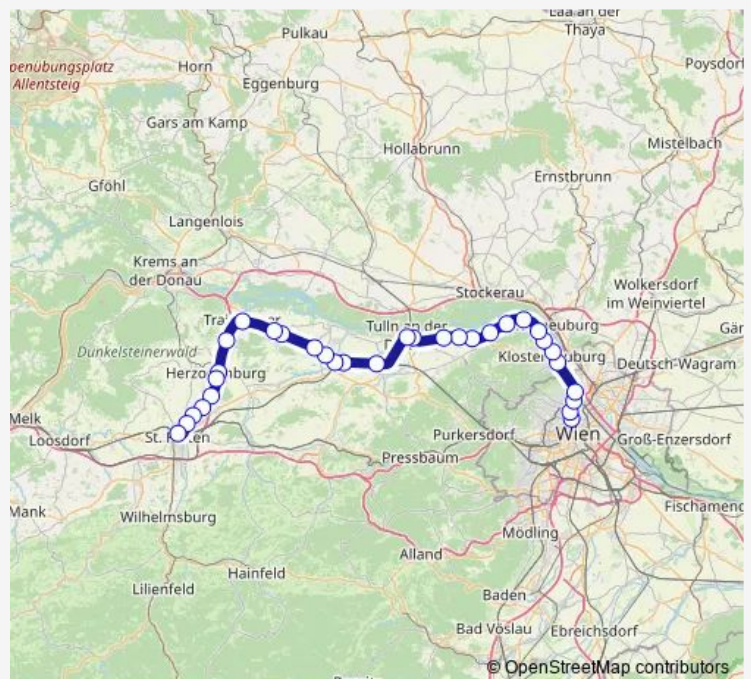 Laa an der
Thaya
Pulkau
Horn
Poysdorf
Allentsteig
Eggenburg
Gars am Kamp
Hollabrunn
Mistelbach
Gföhl
Ernstbrunn
Langenlois
Krems an
der Donau
Stockerau
Wolkersdorf
im Weinviertel
Tulln an der
Dunkelsteinerwald
Deutsch-Wagram
Melk
Loosdorf
Purkersdorf
Wien
Groß-Enzersdorf
Pressbaum
Mank
Wilhelmsburg
Mödling
Alland
Hainfeld
Lilienfeld
Baden
Bad Vöslau
Ebreichsdorf
© OpenStreetMap contributors